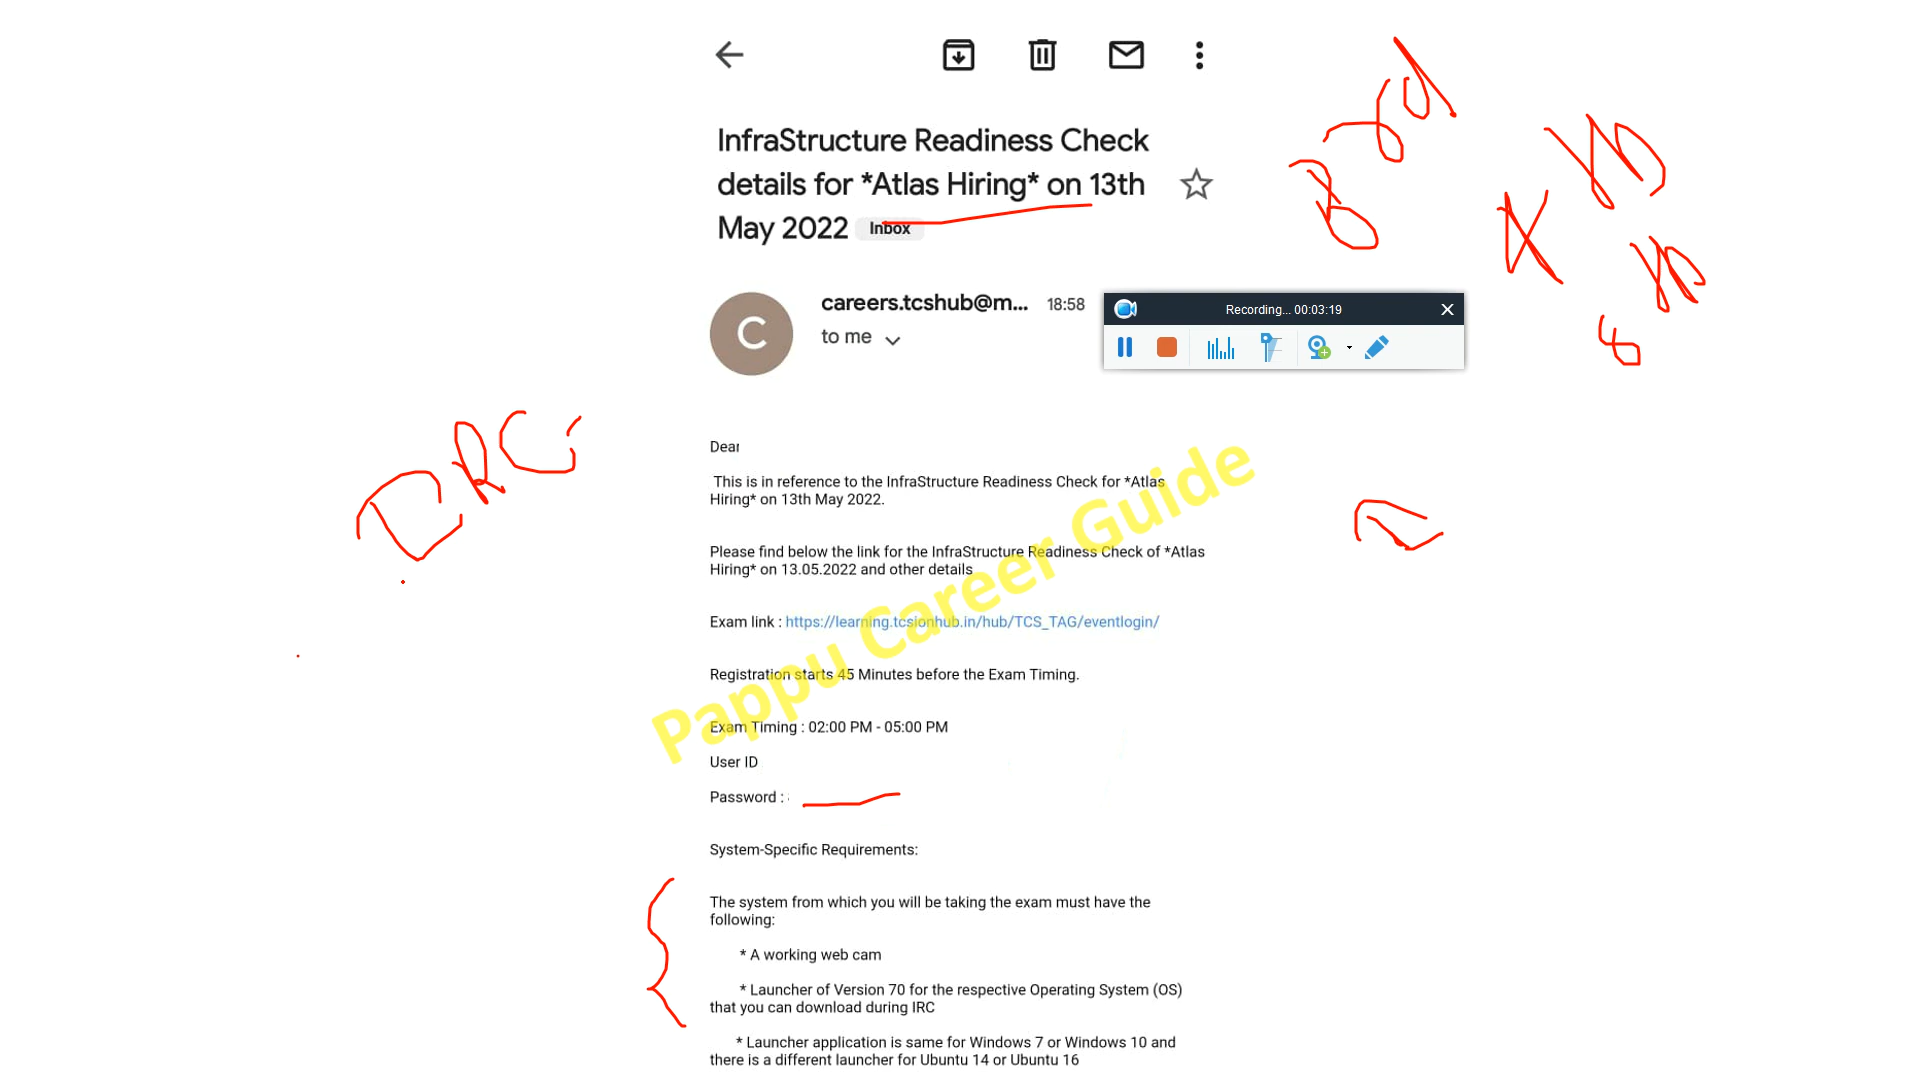 InfraStructure Readiness Check
details for *Atlas Hiring* on 13th
May 2022 Inbox
careers.tcshub@m... 18:58
to me
Recording... 00:03:19
Dear
This is in reference to the InfraStructure Readiness Check for *Atlas
Hiring* on 13th May 2022.
Please find below the link for the InfraStructure Readiness Check of *Atlas
Hiring* on 13.05.2022 and other details
Exam link : https://learning.tcsionhub.in/hub/TCS_TAG/eventlogin/
Registration starts 45 Minutes before the Exam Timing.
Exam Timing : 02:00 PM - 05:00 PM
User ID
Password :
System-Specific Requirements:
The system from which you will be taking the exam must have the
following:
* A working web cam
* Launcher of Version 70 for the respective Operating System (OS)
that you can download during IRC
* Launcher application is same for Windows 7 or Windows 10 and
there is a different launcher for Ubuntu 14 or Ubuntu 16
Pappu Career Guide